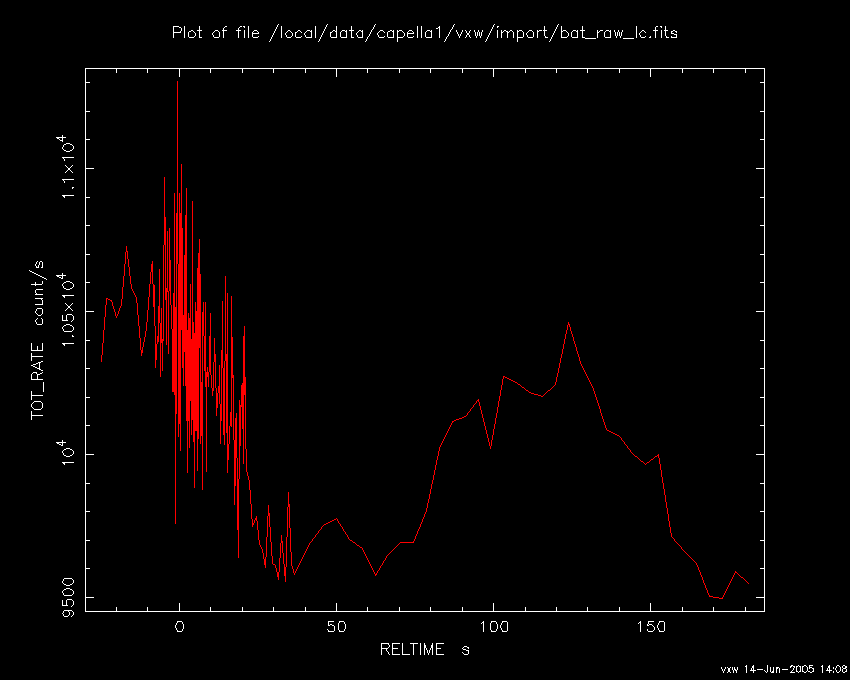 Plot of file /local/data/capella1/vxw/import/bat_raw_lc.fits
TOT_RATE count/s
1.1×10⁴
1.05×10⁴
10⁴
9500
0 50 100 150
RELTIME s
vxw 14-Jun-2005 14:08